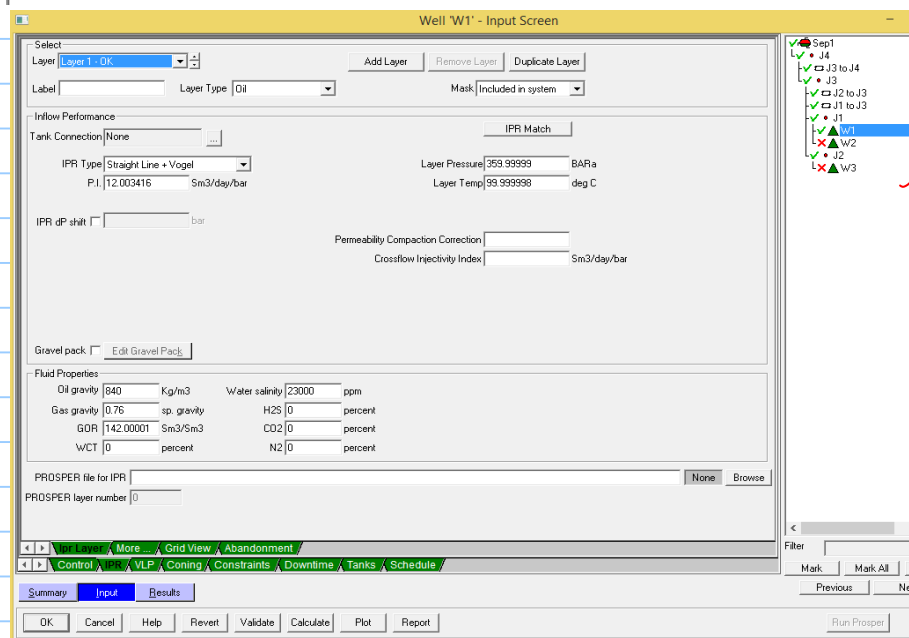 Well 'W1' - Input Screen
Select
Layer Layer 1 - OK Add Layer Remove Layer Duplicate Layer
Label Layer Type Oil Mask Included in system
Inflow Performance
Tank Connection None ... IPR Match
IPR Type Straight Line + Vogel Layer Pressure 359.99999 BARa
P.I. 12.003416 Sm3/day/bar Layer Temp 99.999998 deg C
IPR dP shift bar
Permeability Compaction Correction
Crossflow Injectivity Index Sm3/day/bar
Gravel pack Edit Gravel Pack
Fluid Properties
Oil gravity 840 Kg/m3 Water salinity 23000 ppm
Gas gravity 0.76 sp. gravity H2S 0 percent
GOR 142.00001 Sm3/Sm3 CO2 0 percent
WCT 0 percent N2 0 percent
PROSPER file for IPR None Browse
PROSPER layer number 0
Ipr Layer More ... Grid View Abandonment
Control IPR VLP Coning Constraints Downtime Tanks Schedule
Summary Input Results
OK Cancel Help Revert Validate Calculate Plot Report Run Prosper
Sep1
J4
J3 to J4
J3
J2 to J3
J1 to J3
J1
W1
W2
J2
W3
Filter
Mark Mark All
Previous